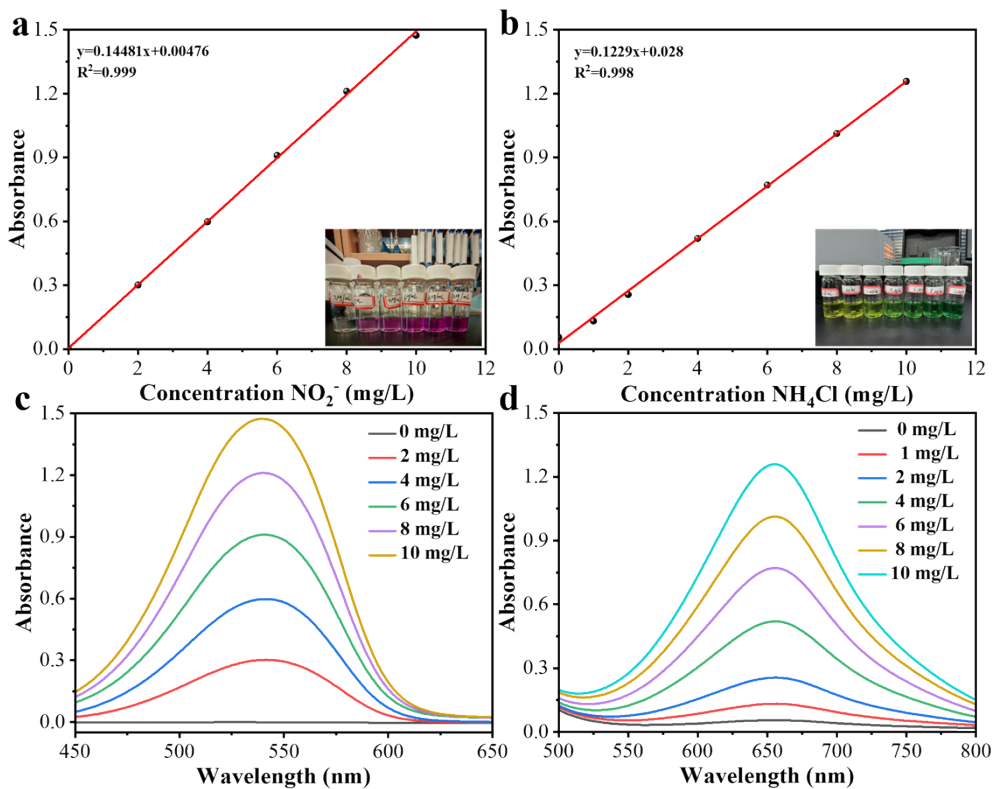 a
y=0.14481x+0.00476
R²=0.999
Absorbance
1.5
1.2
0.9
0.6
0.3
0.0
0 2 4 6 8 10 12
Concentration NO₂⁻ (mg/L)
b
y=0.1229x+0.028
R²=0.998
Absorbance
1.5
1.2
0.9
0.6
0.3
0.0
0 2 4 6 8 10 12
Concentration NH₄Cl (mg/L)
c
Absorbance
1.5
1.2
0.9
0.6
0.3
0.0
0 mg/L
2 mg/L
4 mg/L
6 mg/L
8 mg/L
10 mg/L
450 500 550 600 650
Wavelength (nm)
d
Absorbance
1.5
1.2
0.9
0.6
0.3
0.0
0 mg/L
1 mg/L
2 mg/L
4 mg/L
6 mg/L
8 mg/L
10 mg/L
500 550 600 650 700 750 800
Wavelength (nm)